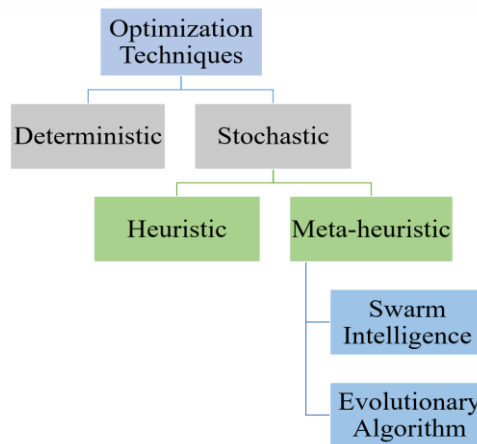 Optimization
Techniques
Deterministic
Stochastic
Heuristic
Meta-heuristic
Swarm
Intelligence
Evolutionary
Algorithm